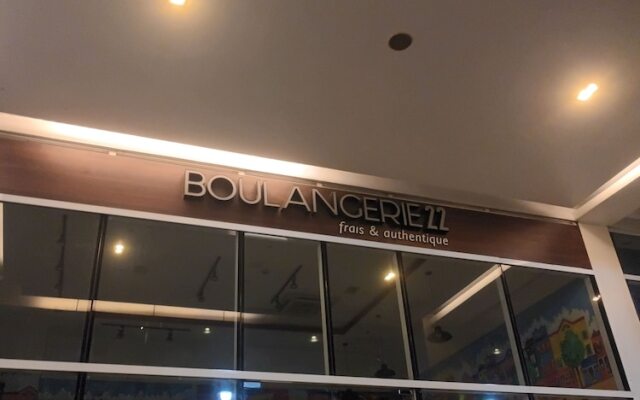 BOULANGERIE22
frais & authentique